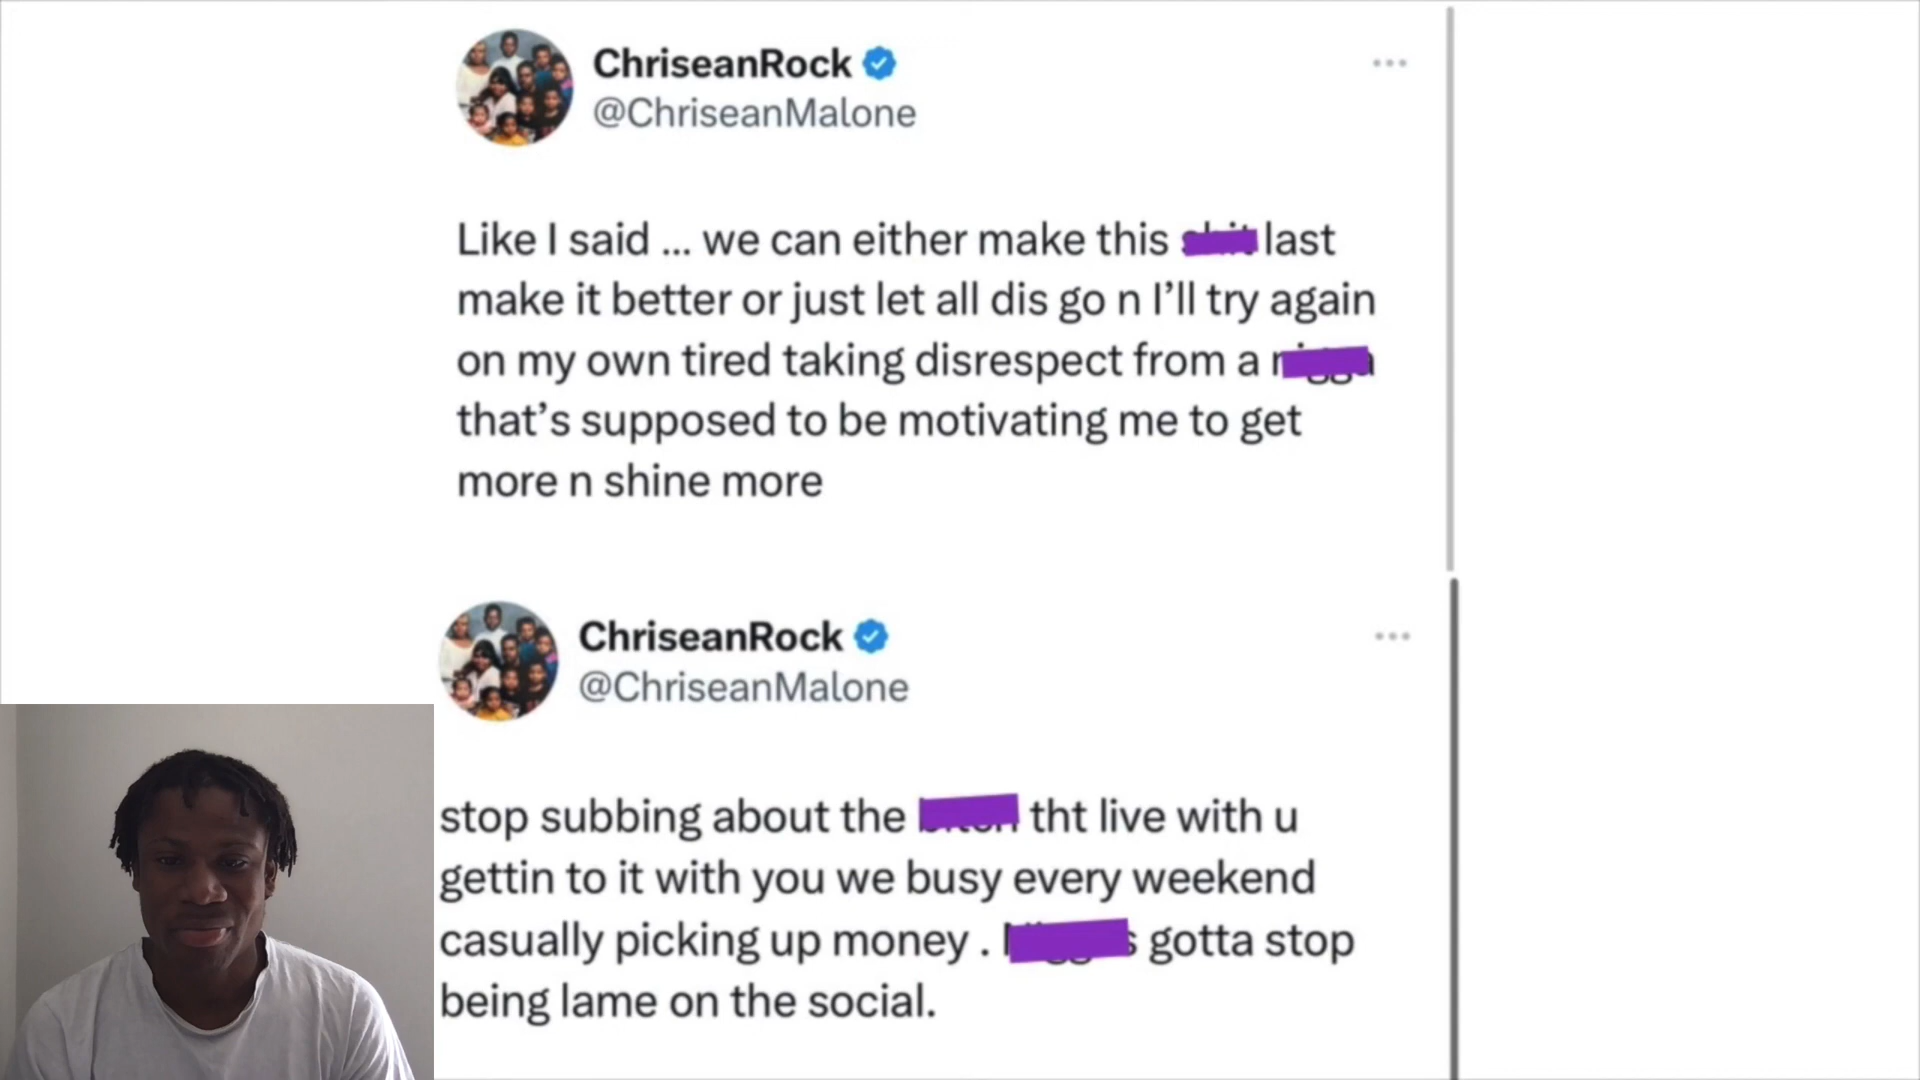 ChriseanRock
@ChriseanMalone
Like I said ... we can either make this last
make it better or just let all dis go n I'll try again
on my own tired taking disrespect from a
that's supposed to be motivating me to get
more n shine more
ChriseanRock
@ChriseanMalone
stop subbing about the tht live with u
gettin to it with you we busy every weekend
casually picking up money . gotta stop
being lame on the social.